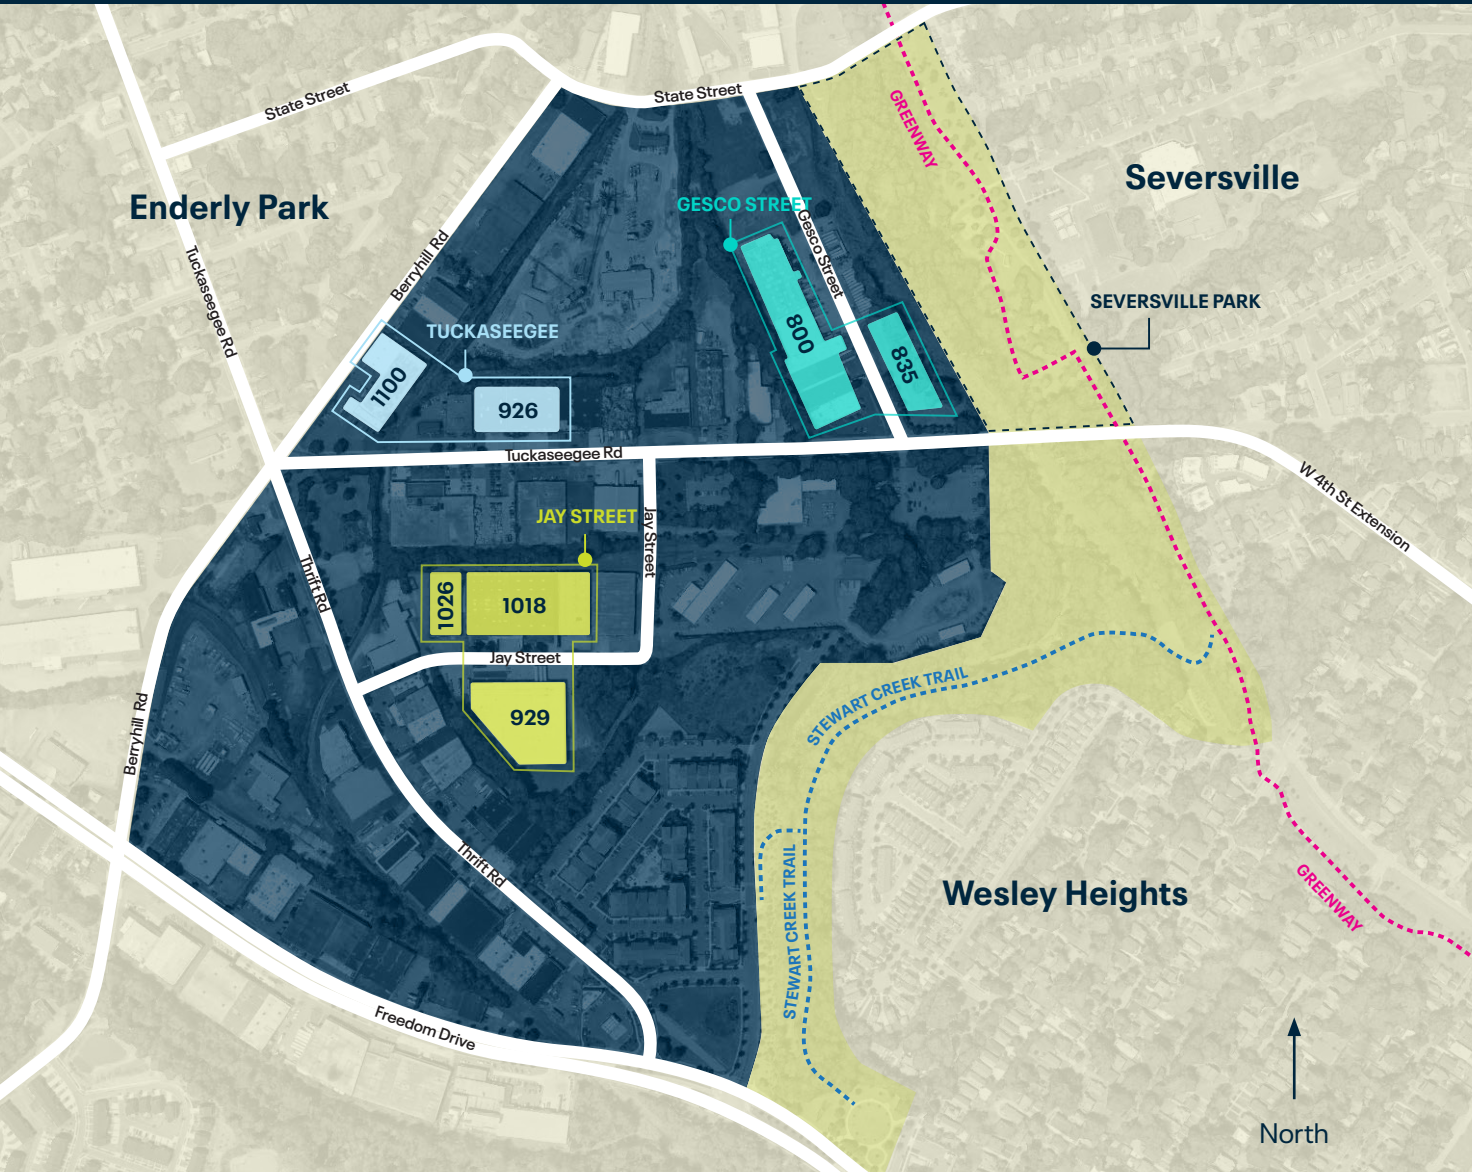 State Street
State Street
GREENWAY
Seversville
Enderly Park
GESCO STREET
Gesco Street
Berryhill Rd
Tuckaseegee Rd
SEVERSVILLE PARK
TUCKASEEGEE
800
835
1100
926
Tuckaseegee Rd
W 4th St Extension
JAY STREET
Jay Street
Thrift Rd
1026
1018
Jay Street
929
STEWART CREEK TRAIL
Berryhill Rd
Thrift Rd
STEWART CREEK TRAIL
Wesley Heights
GREENWAY
Freedom Drive
North